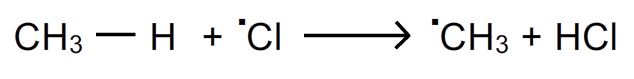 CH₃ — H + ˙Cl ⟶ ˙CH₃ + HCl